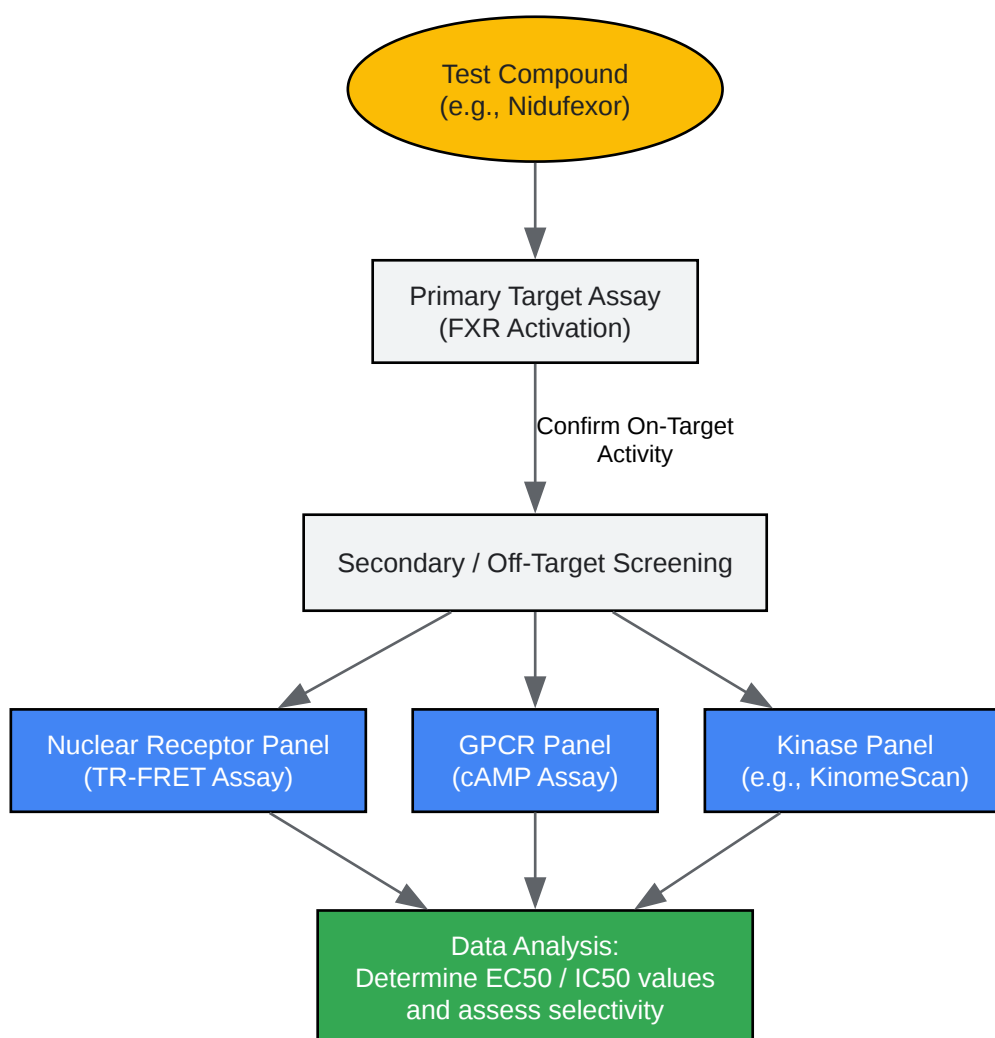 Test Compound
(e.g., Nidufexor)
Primary Target Assay
(FXR Activation)
Confirm On-Target
Activity
Secondary / Off-Target Screening
Nuclear Receptor Panel
(TR-FRET Assay)
GPCR Panel
(cAMP Assay)
Kinase Panel
(e.g., KinomeScan)
Data Analysis:
Determine EC50 / IC50 values
and assess selectivity